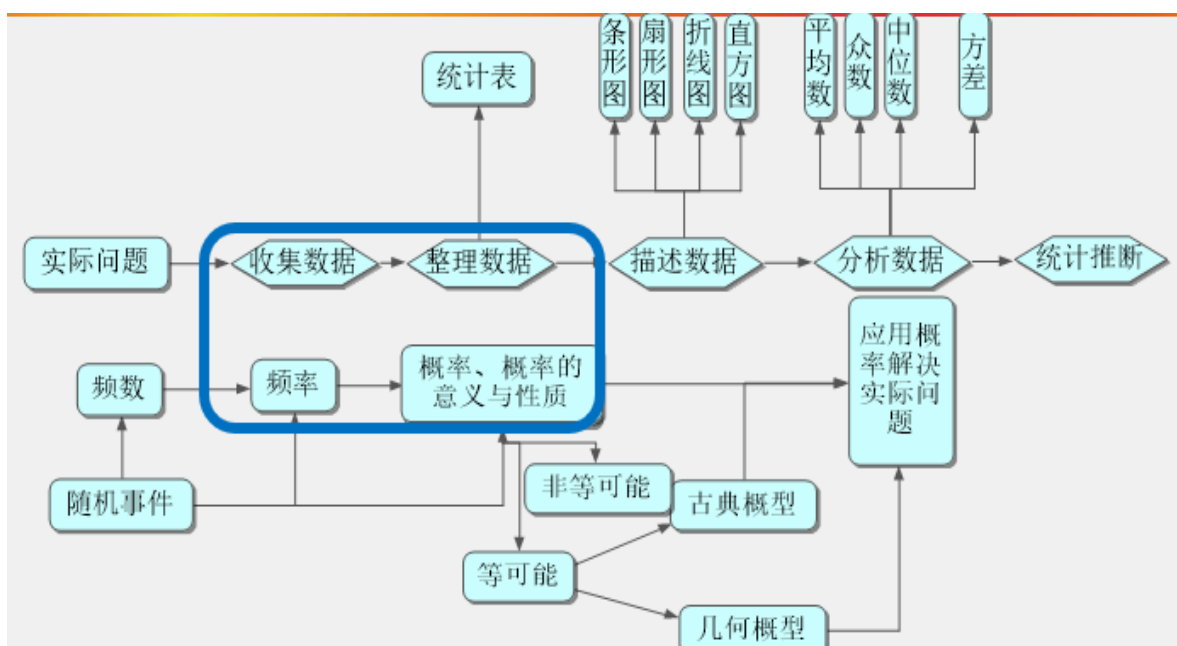 条形图
扇形图
折线图
直方图
平均数
众数
中位数
方差
统计表
实际问题
收集数据
整理数据
描述数据
分析数据
统计推断
频数
频率
概率、概率的
意义与性质
应用概
率解决
实际问
题
随机事件
非等可能
古典概型
等可能
几何概型